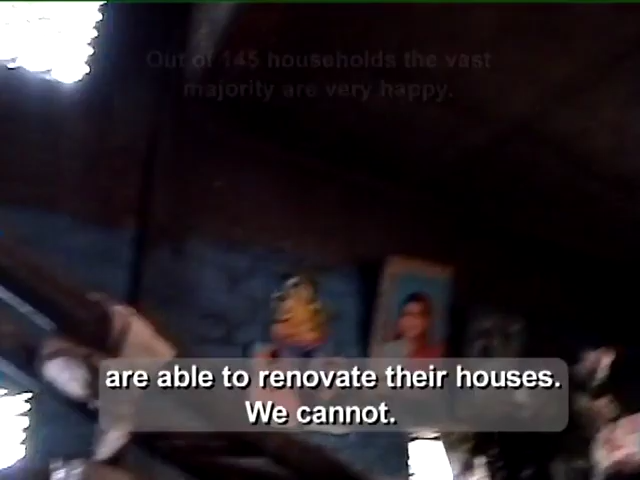 Out of 145 households the vast
majority are very happy.
are able to renovate their houses.
We cannot.